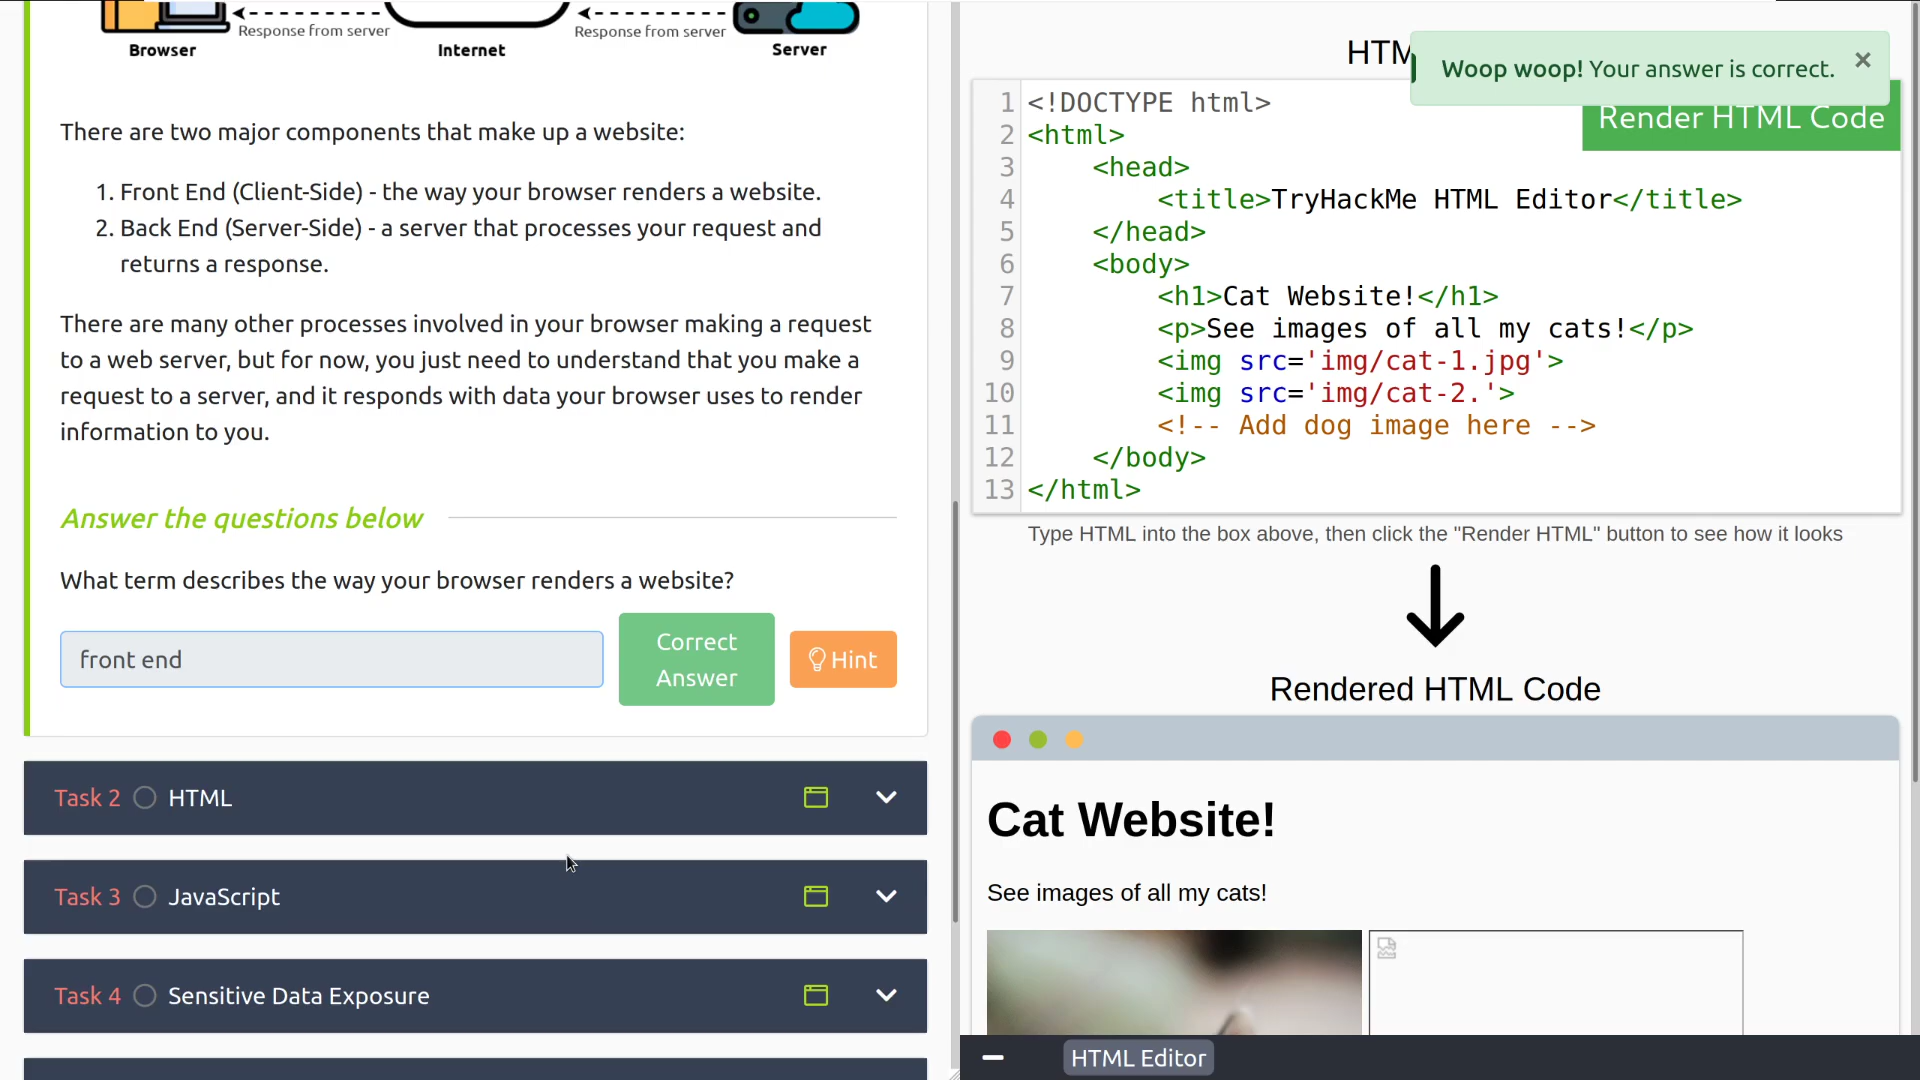 Response from server
Response from server
Browser
Internet
Server
There are two major components that make up a website:
1. Front End (Client-Side) - the way your browser renders a website.
2. Back End (Server-Side) - a server that processes your request and
returns a response.
There are many other processes involved in your browser making a request
to a web server, but for now, you just need to understand that you make a
request to a server, and it responds with data your browser uses to render
information to you.
Answer the questions below
What term describes the way your browser renders a website?
front end
Correct
Answer
Hint
Task 2
HTML
Task 3
JavaScript
Task 4
Sensitive Data Exposure
HTM
Woop woop! Your answer is correct.
×
Render HTML Code
1 <!DOCTYPE html>
2 <html>
3 <head>
4 <title>TryHackMe HTML Editor</title>
5 </head>
6 <body>
7 <h1>Cat Website!</h1>
8 <p>See images of all my cats!</p>
9 <img src='img/cat-1.jpg'>
10 <img src='img/cat-2.'>
11 <!-- Add dog image here -->
12 </body>
13 </html>
Type HTML into the box above, then click the "Render HTML" button to see how it looks
Rendered HTML Code
Cat Website!
See images of all my cats!
HTML Editor